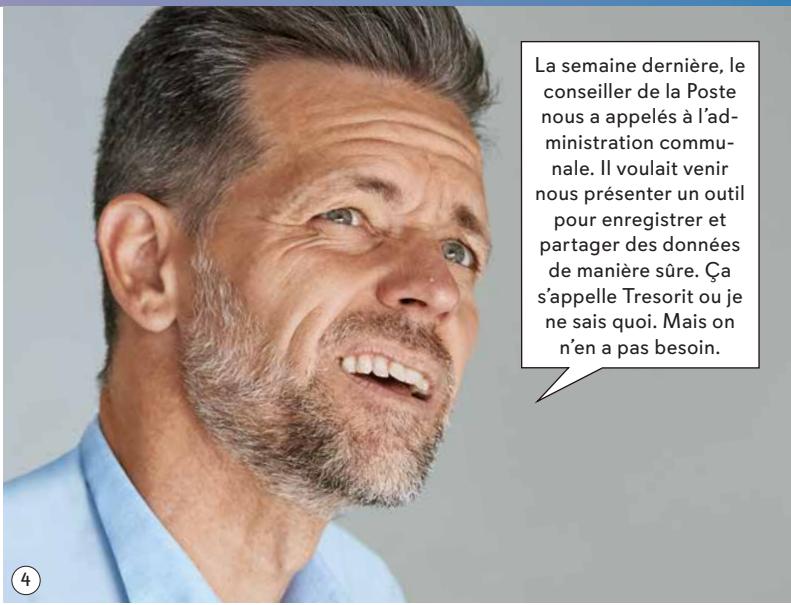 La semaine dernière, le
conseiller de la Poste
nous a appelés à l’ad-
ministration commu-
nale. Il voulait venir
nous présenter un outil
pour enregistrer et
partager des données
de manière sûre. Ça
s’appelle Tresorit ou je
ne sais quoi. Mais on
n’en a pas besoin.
4